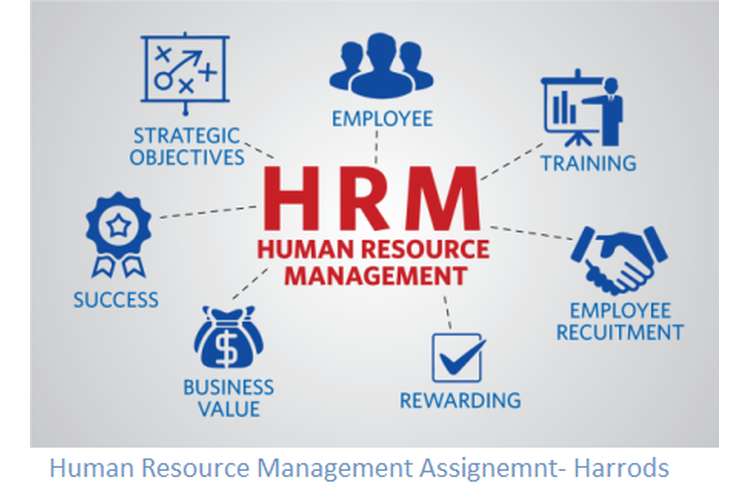 EMPLOYEE
STRATEGIC
OBJECTIVES
TRAINING
HRM
HUMAN RESOURCE
MANAGEMENT
SUCCESS
EMPLOYEE
RECUITMENT
$
BUSINESS
VALUE
REWARDING
Human Resource Management Assignemnt- Harrods